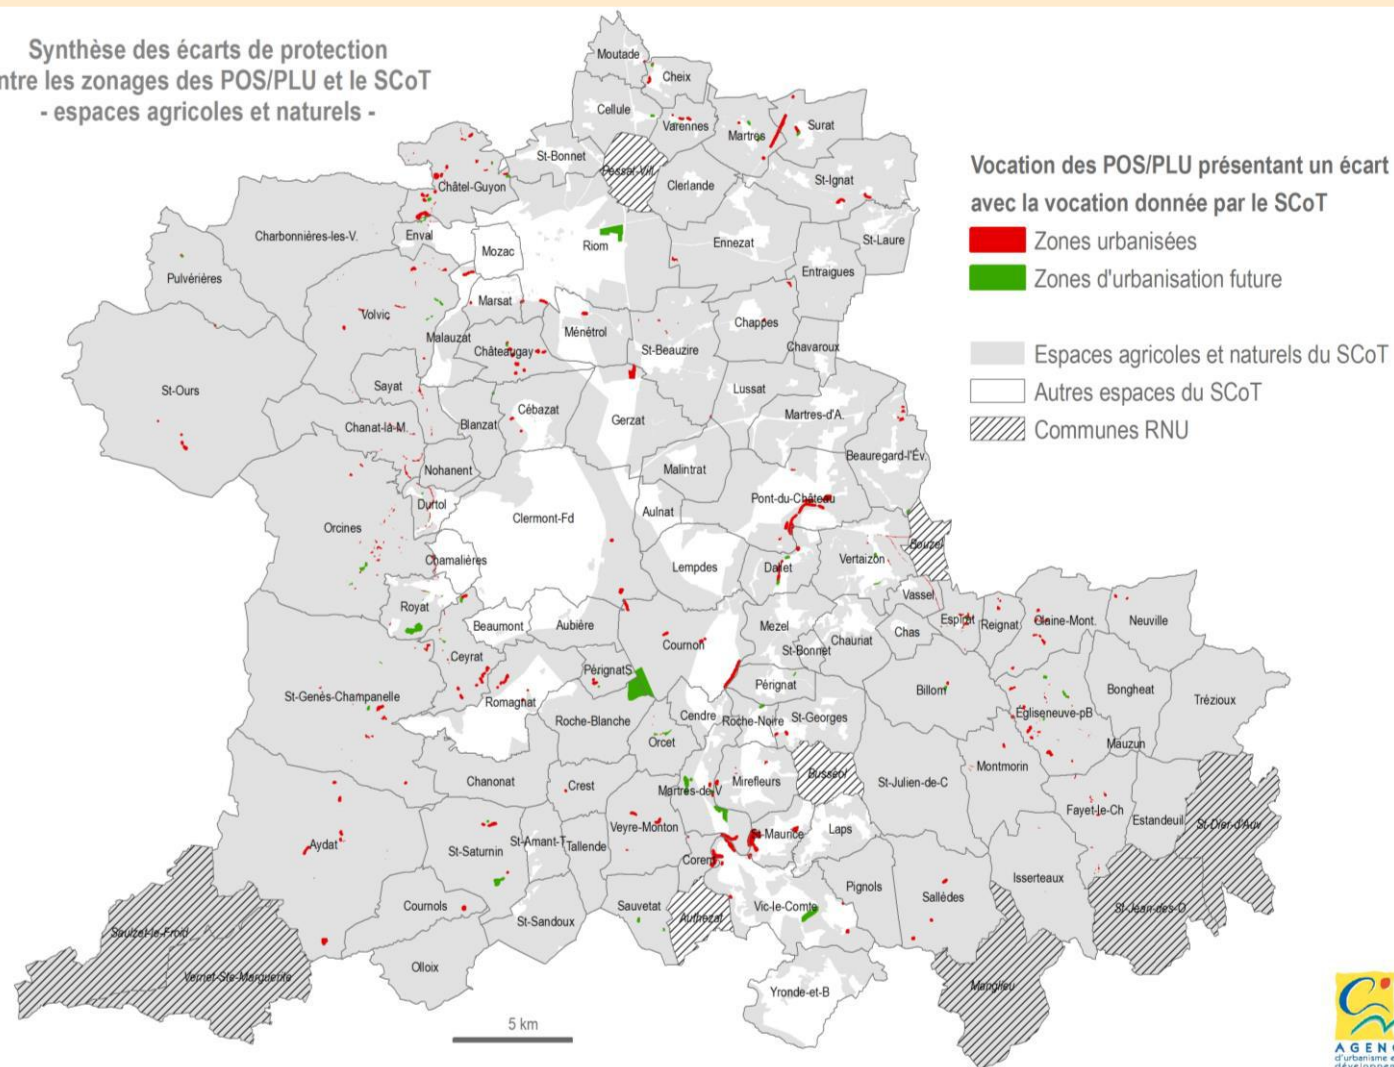 Synthèse des écarts de protection
ntre les zonages des POS/PLU et le SCoT
- espaces agricoles et naturels -
Vocation des POS/PLU présentant un écart
avec la vocation donnée par le SCoT
Zones urbanisées
Zones d'urbanisation future
Espaces agricoles et naturels du SCoT
Autres espaces du SCoT
Communes RNU
Moutade
Cheix
Cellule
Varennes
Martres
Surat
St-Bonnet
Pessat-Vill.
Clerlande
St-Ignat
Châtel-Guyon
Charbonnières-les-V.
Enval
Mozac
Riom
Ennezat
St-Laure
Entraigues
Pulvérières
Volvic
Marsat
Malauzat
Châteaugay
Ménétrol
St-Beauzire
Chappes
Chavaroux
St-Ours
Sayat
Lussat
Chanat-la-M.
Blanzat
Cébazat
Gerzat
Martres-d'A.
Beauregard-l'Év.
Nohanent
Malintrat
Durtol
Clermont-Fd
Aulnat
Pont-du-Château
Orcines
Chamalières
Lempdes
Dallet
Vertaizon
Bouzel
Vassel
Royat
Beaumont
Aubière
Cournon
Mezel
St-Bonnet
Chauriat
Chas
Espirat
Reignat
Glaine-Mont.
Neuville
Ceyrat
PérignatS
Pérignat
Billom
Bongheat
Trézioux
St-Genès-Champanelle
Romagnat
Roche-Blanche
Cendre
Roche-Noire
St-Georges
Égliseneuve-pB
Mauzun
Orcet
Chanonat
Crest
Martres-de-V
Mirefleurs
Busséol
St-Julien-de-C
Montmorin
Fayet-le-Ch
Estandeuil
St-Dier-d'Auv.
Aydat
St-Saturnin
St-Amant-T
Tallende
Veyre-Monton
Corent
St-Maurice
Laps
Isserteaux
Cournols
St-Sandoux
Sauvetat
Authezat
Vic-le-Comte
Pignols
Sallèdes
St-Jean-des-O
Saulzet-le-Froid
Vernet-Ste-Marguerite
Olloix
Yronde-et-B
Manglieu
5 km
AGENC
d'urbanisme e
développem